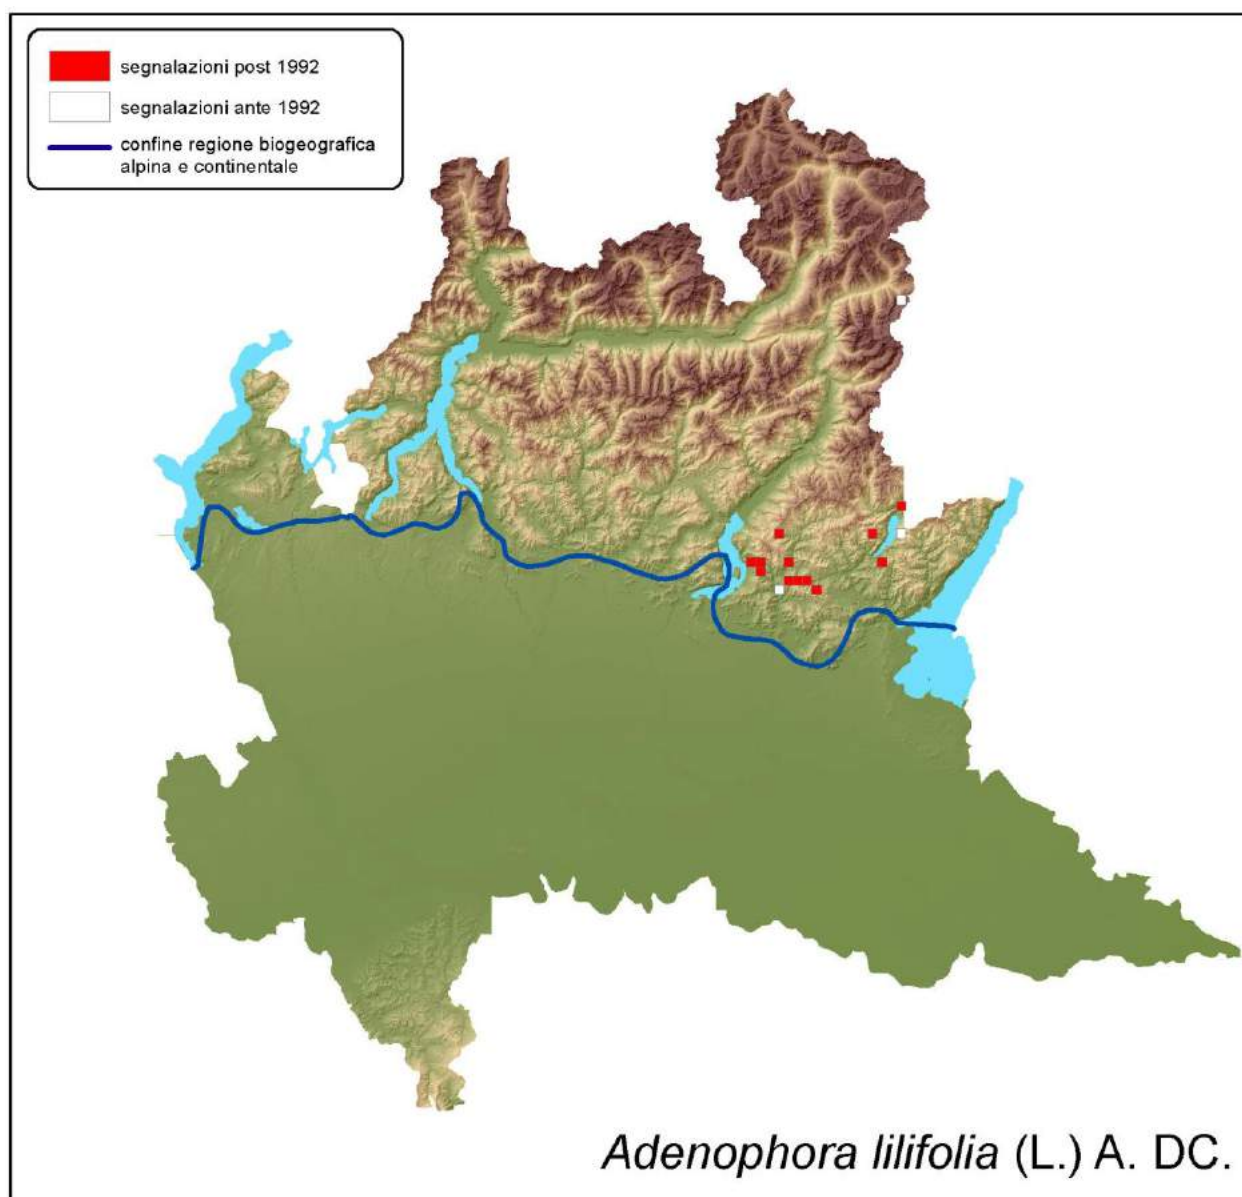 segnalazioni post 1992
segnalazioni ante 1992
confine regione biogeografica
alpina e continentale
Adenophora lilifolia (L.) A. DC.